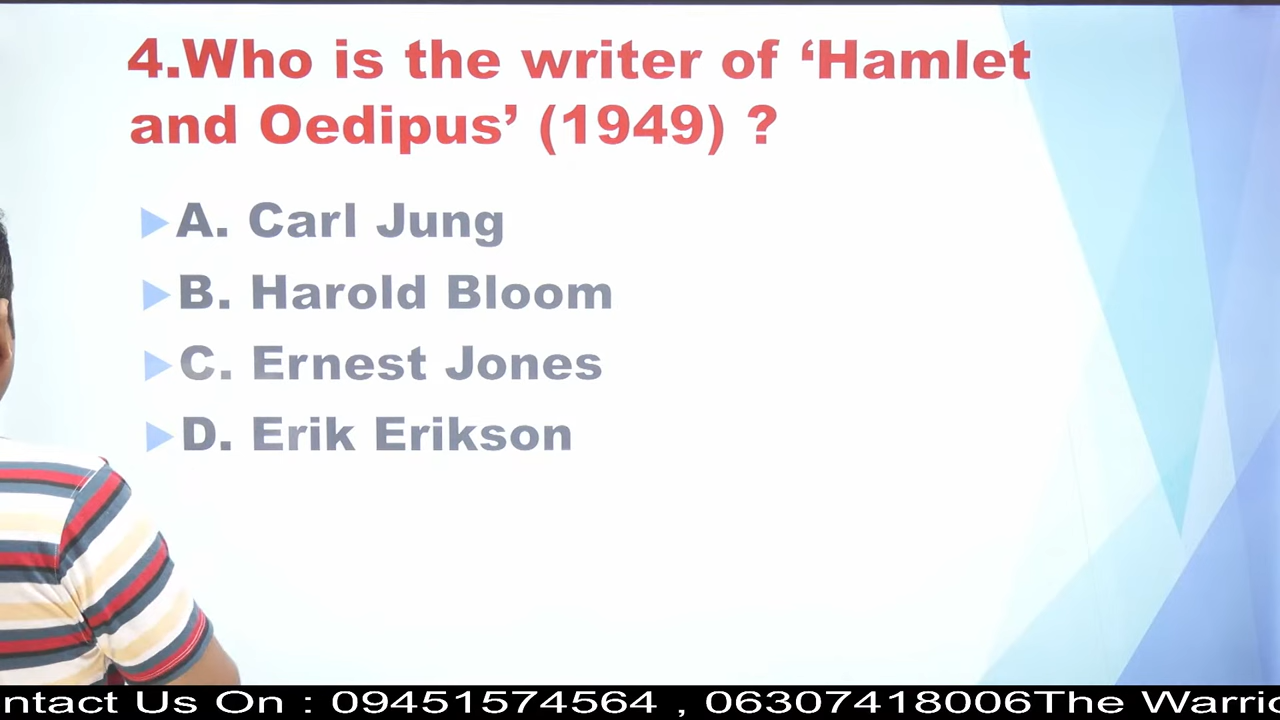 4.Who is the writer of ‘Hamlet
and Oedipus’ (1949) ?
A. Carl Jung
B. Harold Bloom
C. Ernest Jones
D. Erik Erikson
ntact Us On : 09451574564 , 06307418006The Warrio